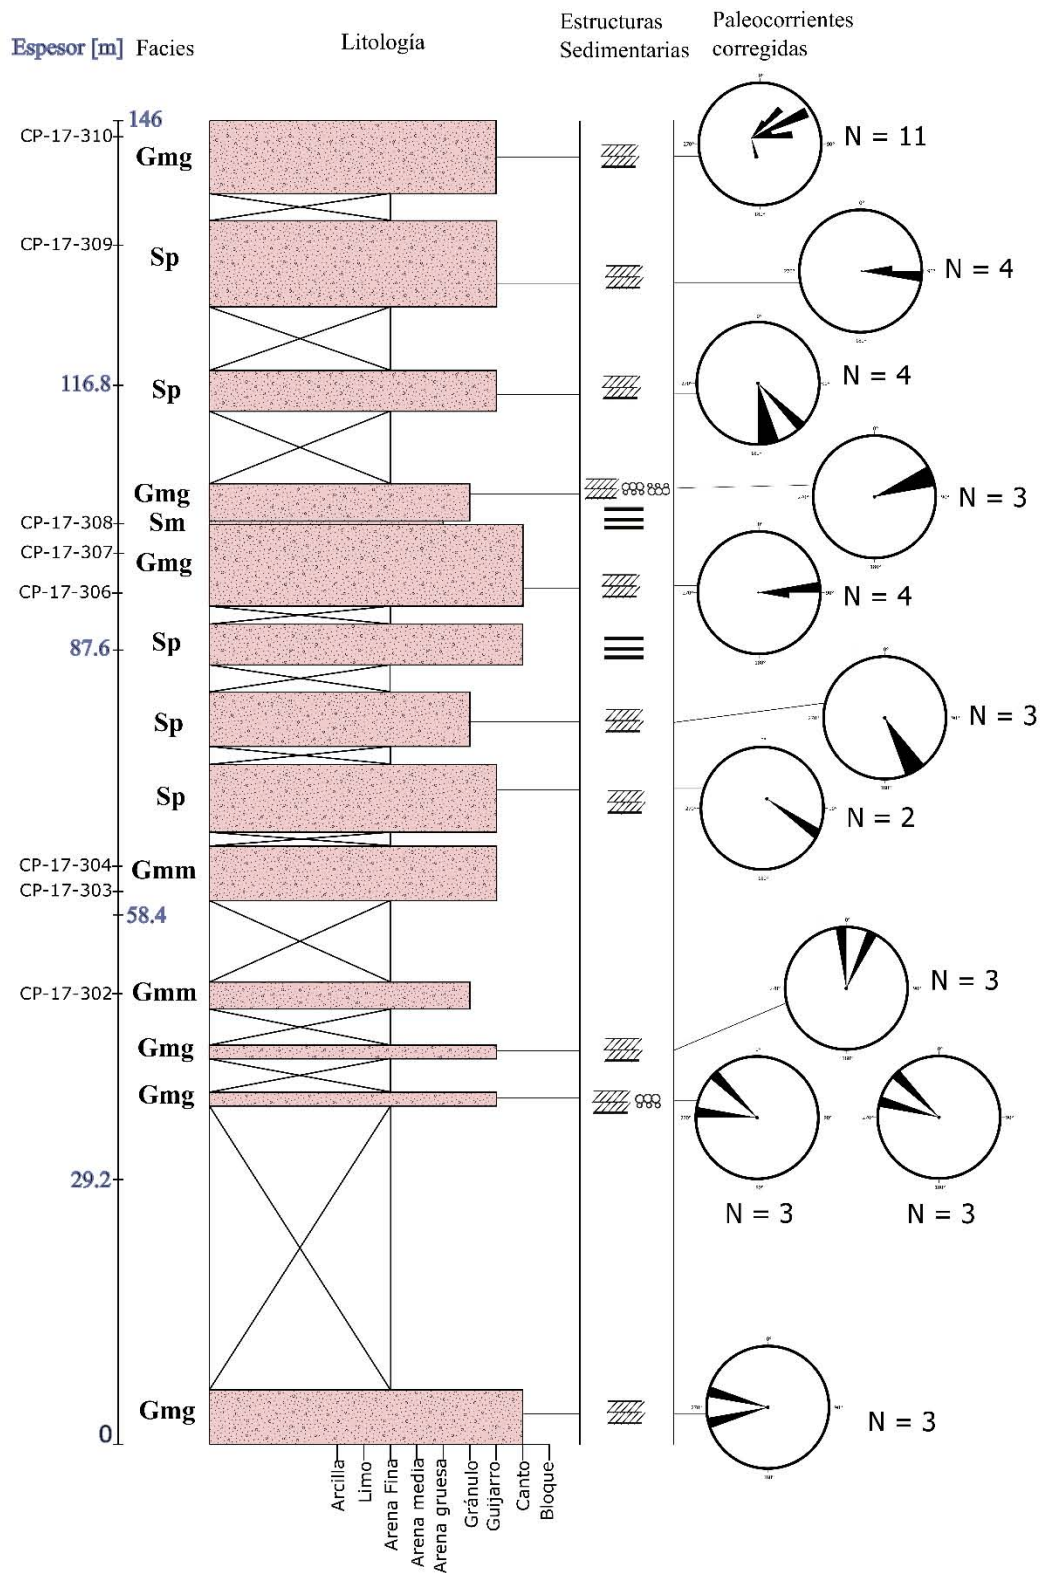 Espesor [m]
Facies
Litología
Estructuras
Sedimentarias
Paleocorrientes
corregidas
146
CP-17-310
Gmg
N = 11
CP-17-309
Sp
N = 4
116.8
Sp
N = 4
Gmg
N = 3
CP-17-308
Sm
CP-17-307
Gmg
CP-17-306
N = 4
87.6
Sp
Sp
N = 3
Sp
N = 2
CP-17-304
Gmm
CP-17-303
58.4
CP-17-302
Gmm
N = 3
Gmg
Gmg
29.2
N = 3
N = 3
Gmg
N = 3
0
Arcilla
Limo
Arena Fina
Arena media
Arena gruesa
Gránulo
Guijarro
Canto
Bloque